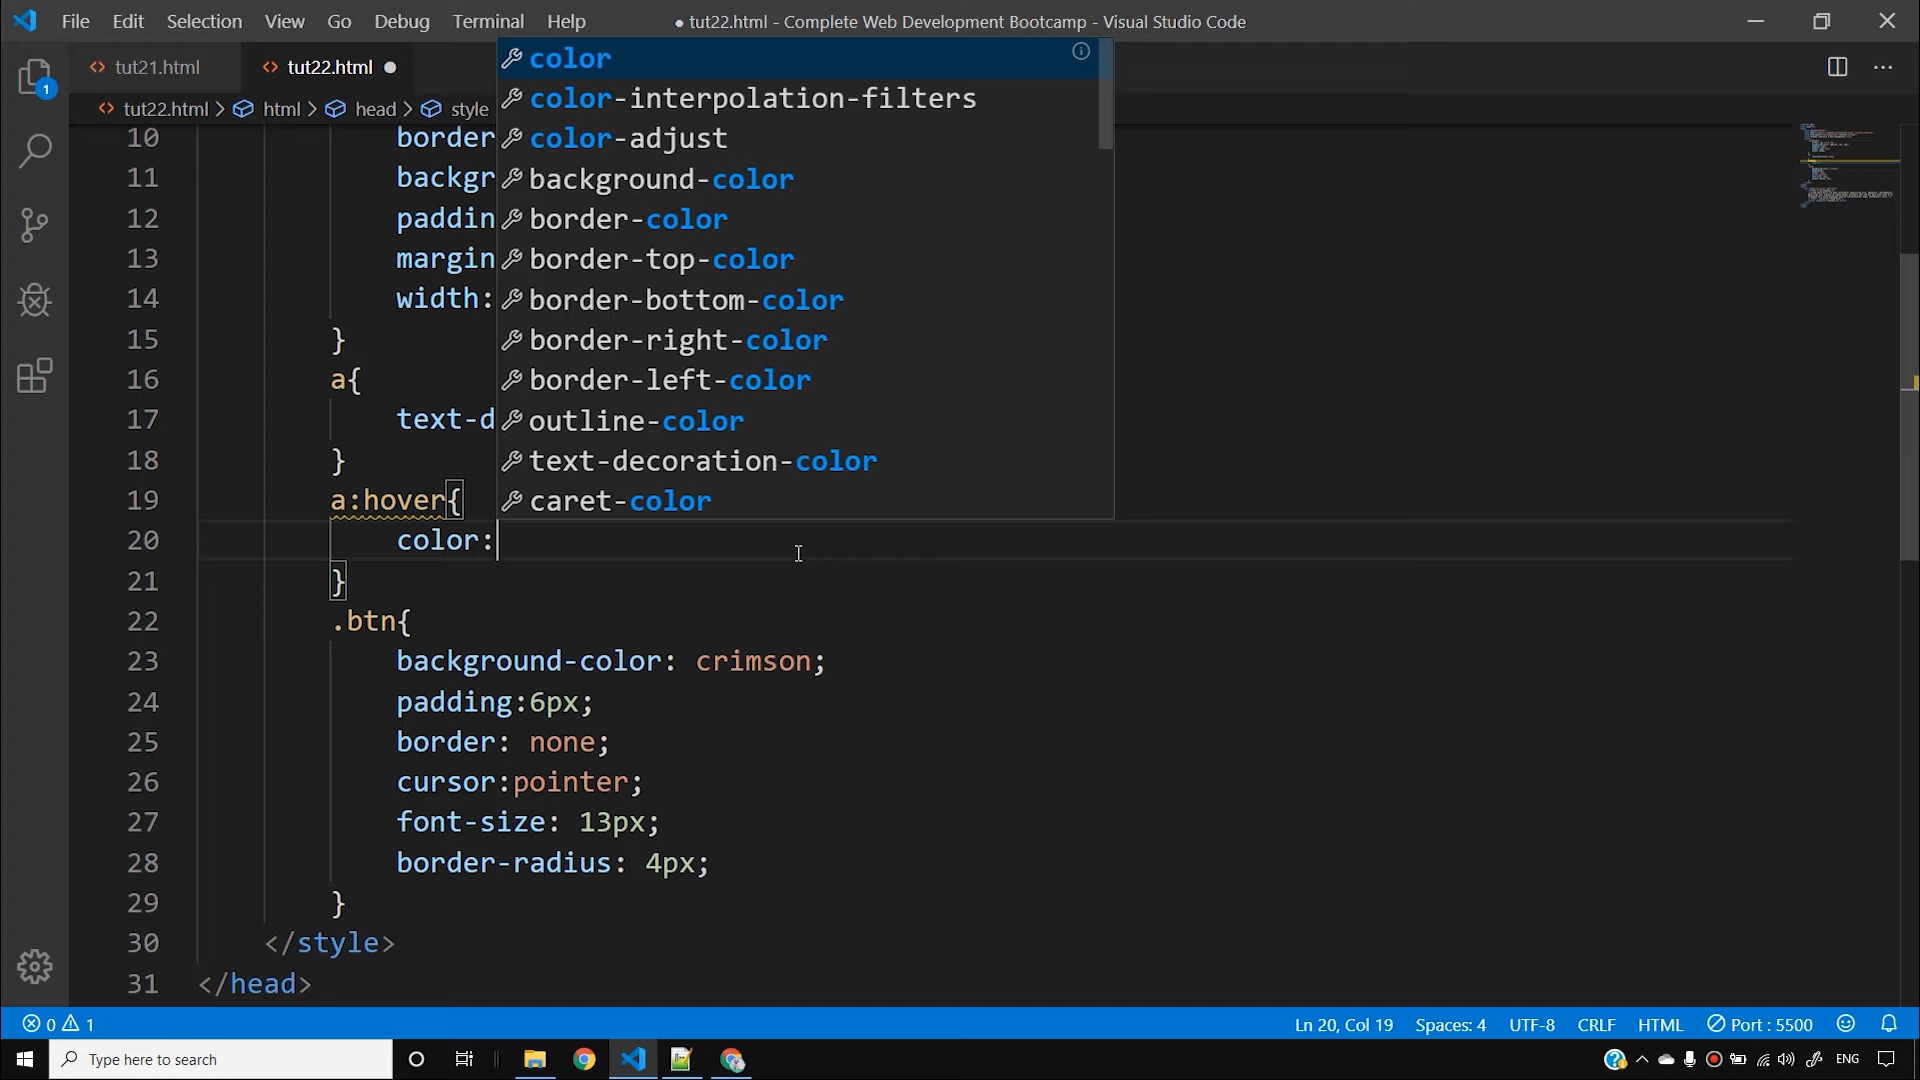 File Edit Selection View Go Debug Terminal Help ● tut22.html - Complete Web Development Bootcamp - Visual Studio Code
tut21.html tut22.html ●
tut22.html > html > head > style
color
color-interpolation-filters
color-adjust
background-color
border-color
border-top-color
border-bottom-color
border-right-color
border-left-color
outline-color
text-decoration-color
caret-color
10 border
11 backgr
12 paddin
13 margin
14 width:
15 }
16 a{
17 text-d
18 }
19 a:hover{
20 color:
21 }
22 .btn{
23 background-color: crimson;
24 padding:6px;
25 border: none;
26 cursor:pointer;
27 font-size: 13px;
28 border-radius: 4px;
29 }
30 </style>
31 </head>
1
0 1 Ln 20, Col 19 Spaces: 4 UTF-8 CRLF HTML Port : 5500
Type here to search ENG